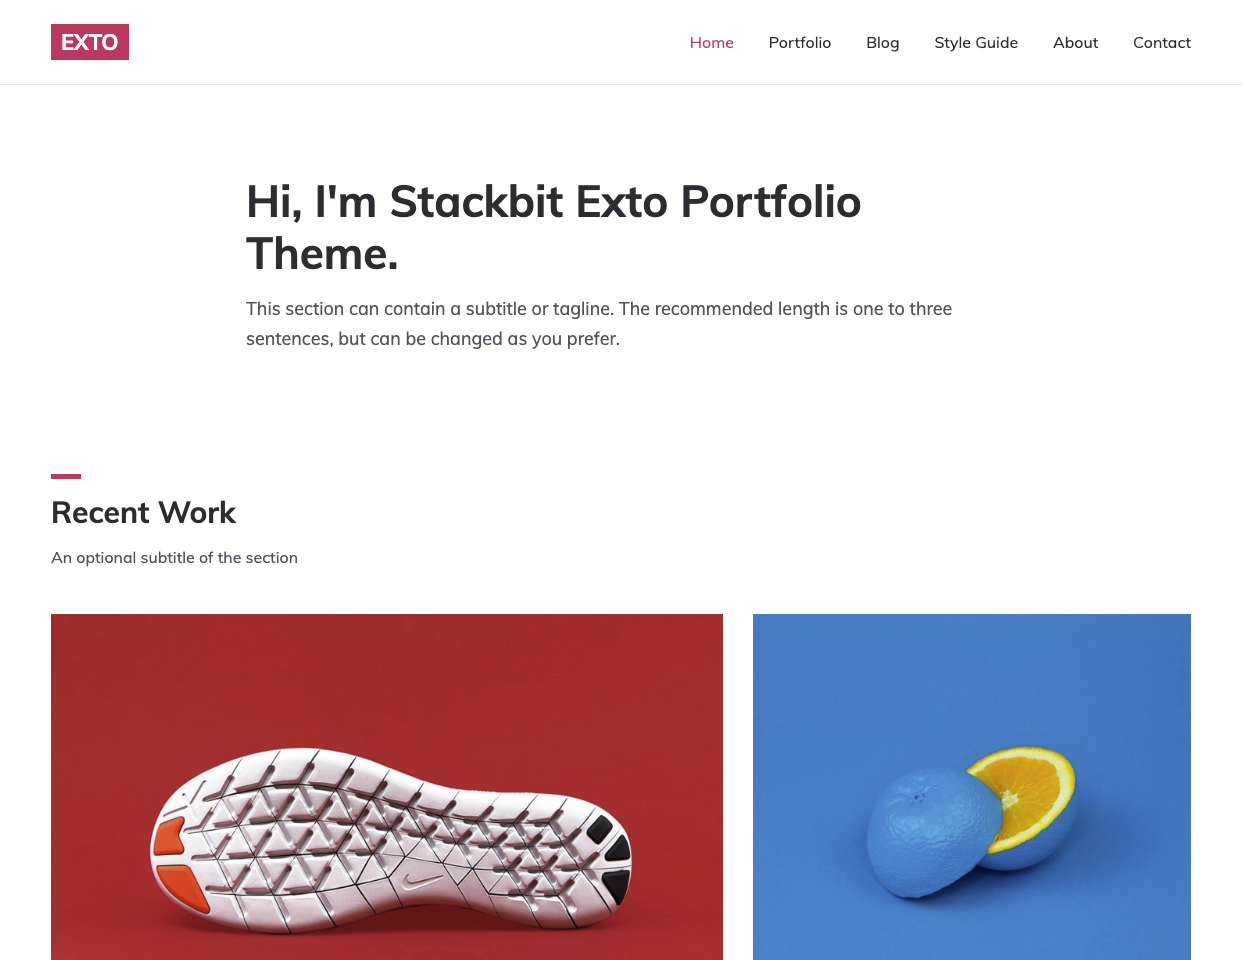 EXTO
Home Portfolio Blog Style Guide About Contact
Hi, I'm Stackbit Exto Portfolio
Theme.
This section can contain a subtitle or tagline. The recommended length is one to three
sentences, but can be changed as you prefer.
Recent Work
An optional subtitle of the section